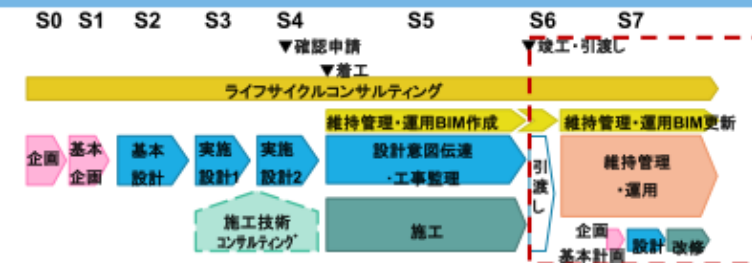 S0 S1 S2 S3 S4 S5 S6 S7
▼確認申請 ▼竣工・引渡し
▼着工
ライフサイクルコンサルティング
維持管理・運用BIM作成 維持管理・運用BIM更新
企画
基本
企画
基本
設計
実施
設計1
実施
設計2
設計意図伝達
・工事監理
引
渡
し
維持管理
・運用
施工技術
コンサルティング
施工
企画
基本計画
設計
改修